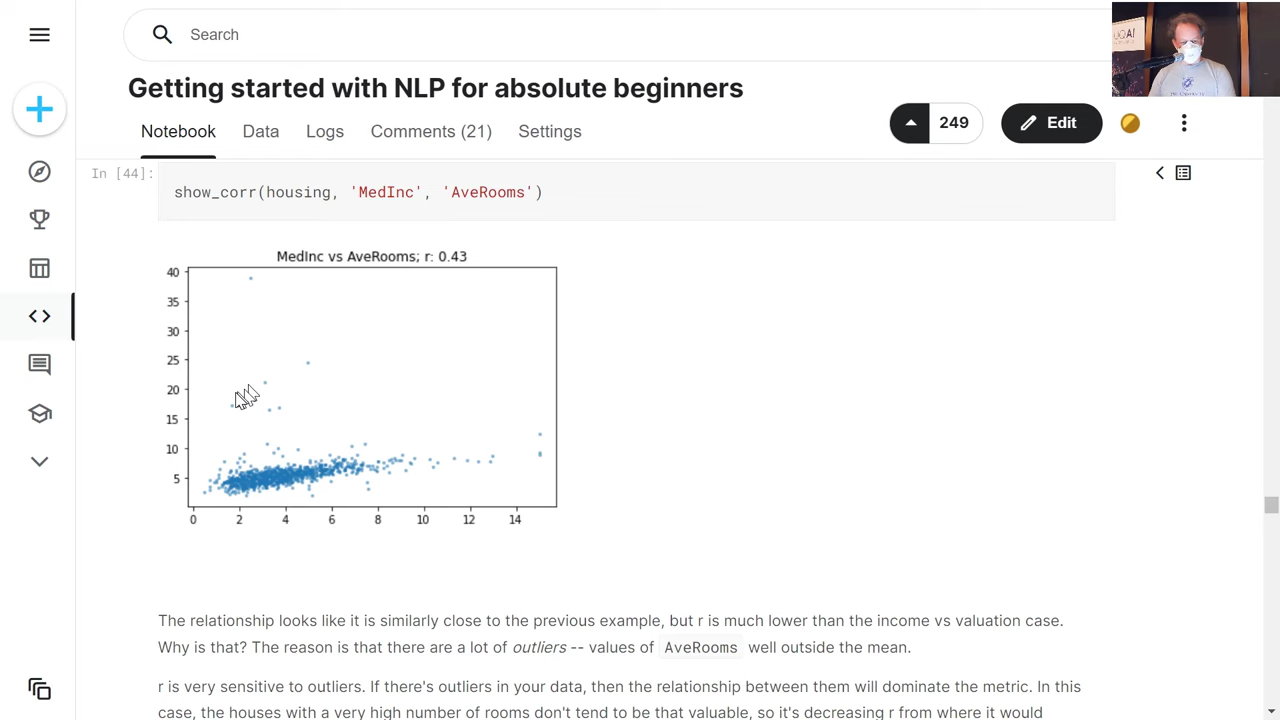 Search
UQAI
Getting started with NLP for absolute beginners
Notebook Data Logs Comments (21) Settings
249
Edit
In [44]:
show_corr(housing, 'MedInc', 'AveRooms')
MedInc vs AveRooms; r: 0.43
40
35
30
25
20
15
10
5
0 2 4 6 8 10 12 14
The relationship looks like it is similarly close to the previous example, but r is much lower than the income vs valuation case.
Why is that? The reason is that there are a lot of outliers -- values of AveRooms well outside the mean.
r is very sensitive to outliers. If there's outliers in your data, then the relationship between them will dominate the metric. In this
case, the houses with a very high number of rooms don't tend to be that valuable, so it's decreasing r from where it would